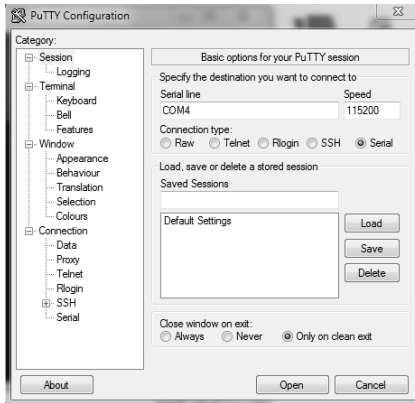 PuTTY Configuration
Category:
Session
Logging
Terminal
Keyboard
Bell
Features
Window
Appearance
Behaviour
Translation
Selection
Colours
Connection
Data
Proxy
Telnet
Rlogin
SSH
Serial
Basic options for your PuTTY session
Specify the destination you want to connect to
Serial line Speed
COM4 115200
Connection type:
Raw Telnet Rlogin SSH Serial
Load, save or delete a stored session
Saved Sessions
Default Settings
Load
Save
Delete
Close window on exit:
Always Never Only on clean exit
About Open Cancel